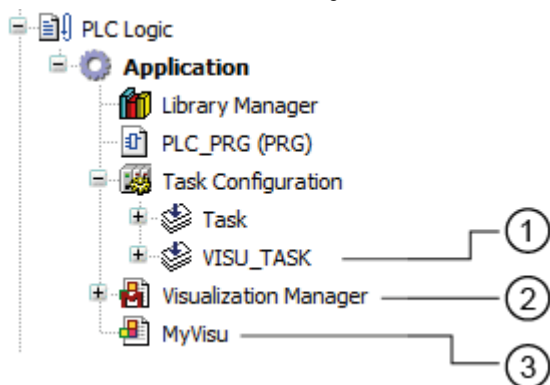 PLC Logic
Application
Library Manager
PLC_PRG (PRG)
Task Configuration
Task
VISU_TASK
1
Visualization Manager
2
MyVisu
3